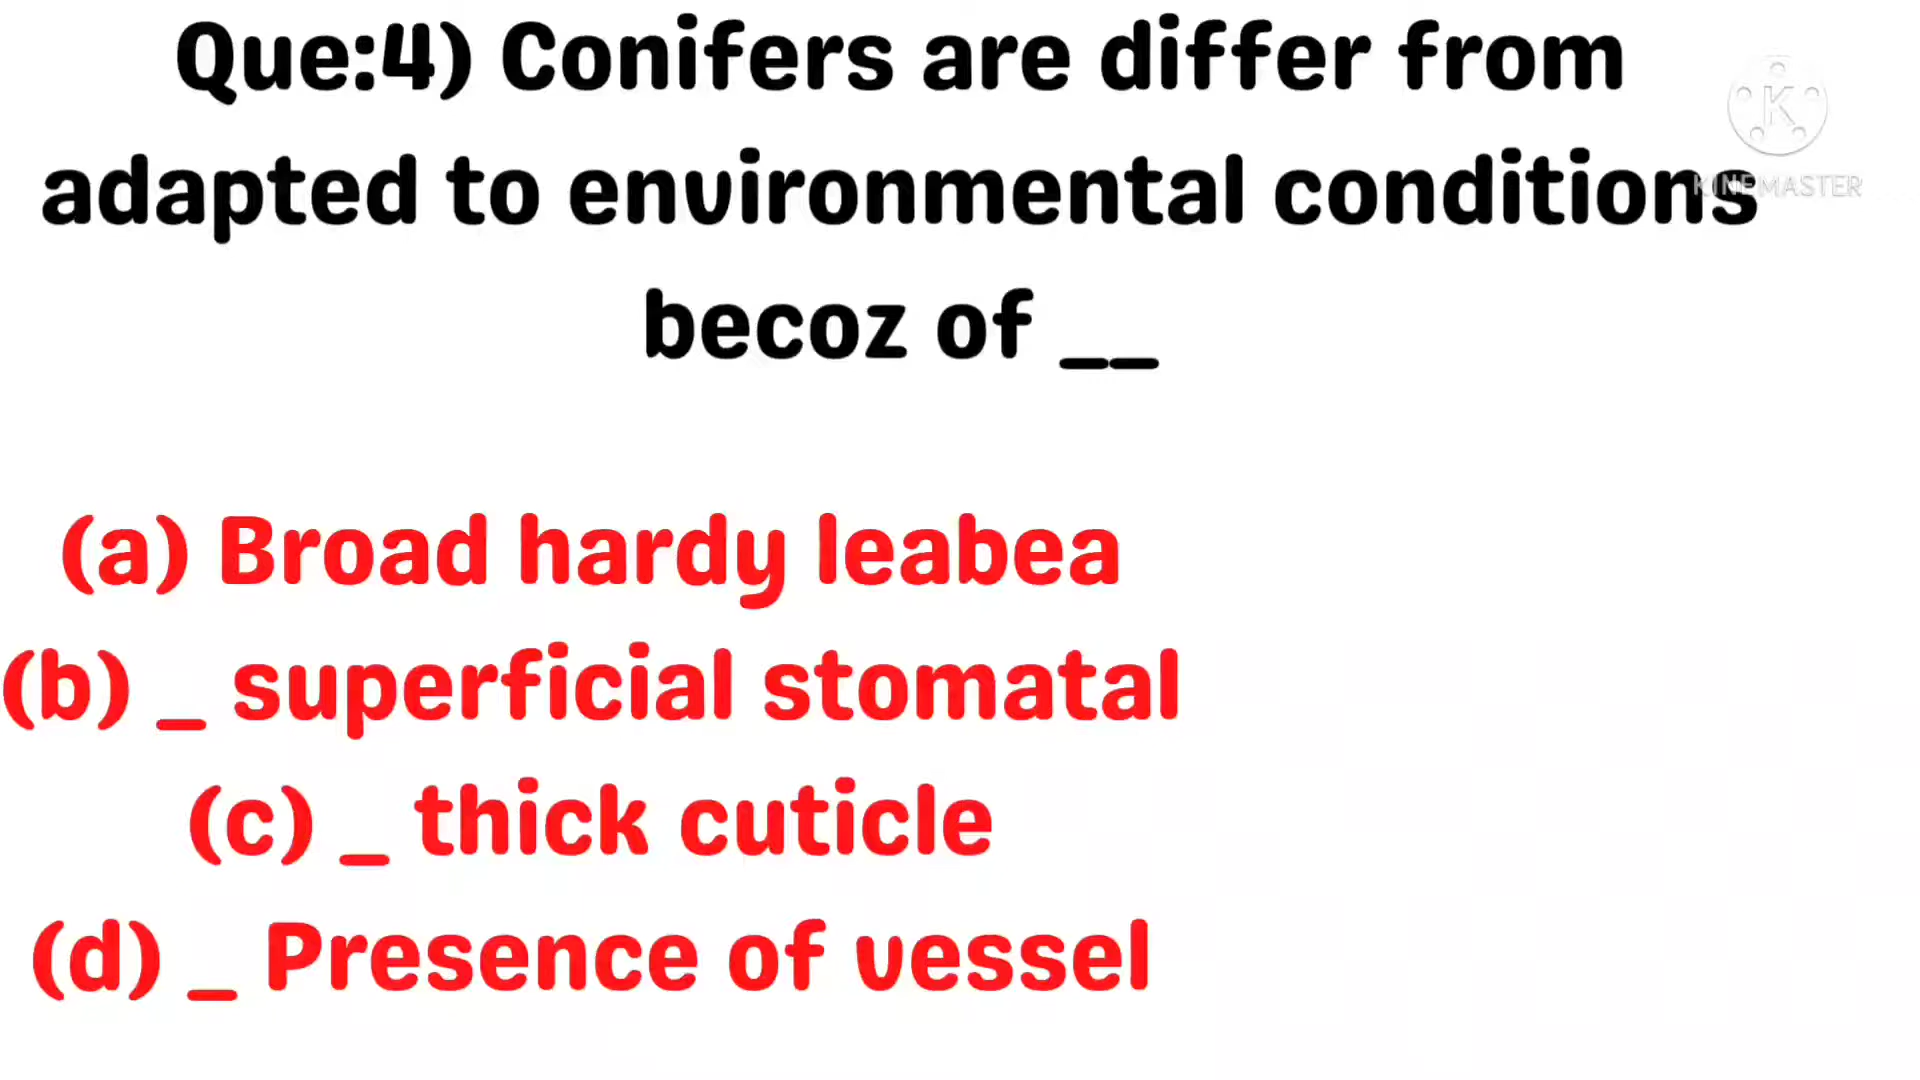 Que:4) Conifers are differ from
adapted to environmental conditions
becoz of __
(a) Broad hardy leabea
(b) _ superficial stomatal
(c) _ thick cuticle
(d) _ Presence of vessel
K
KINEMASTER